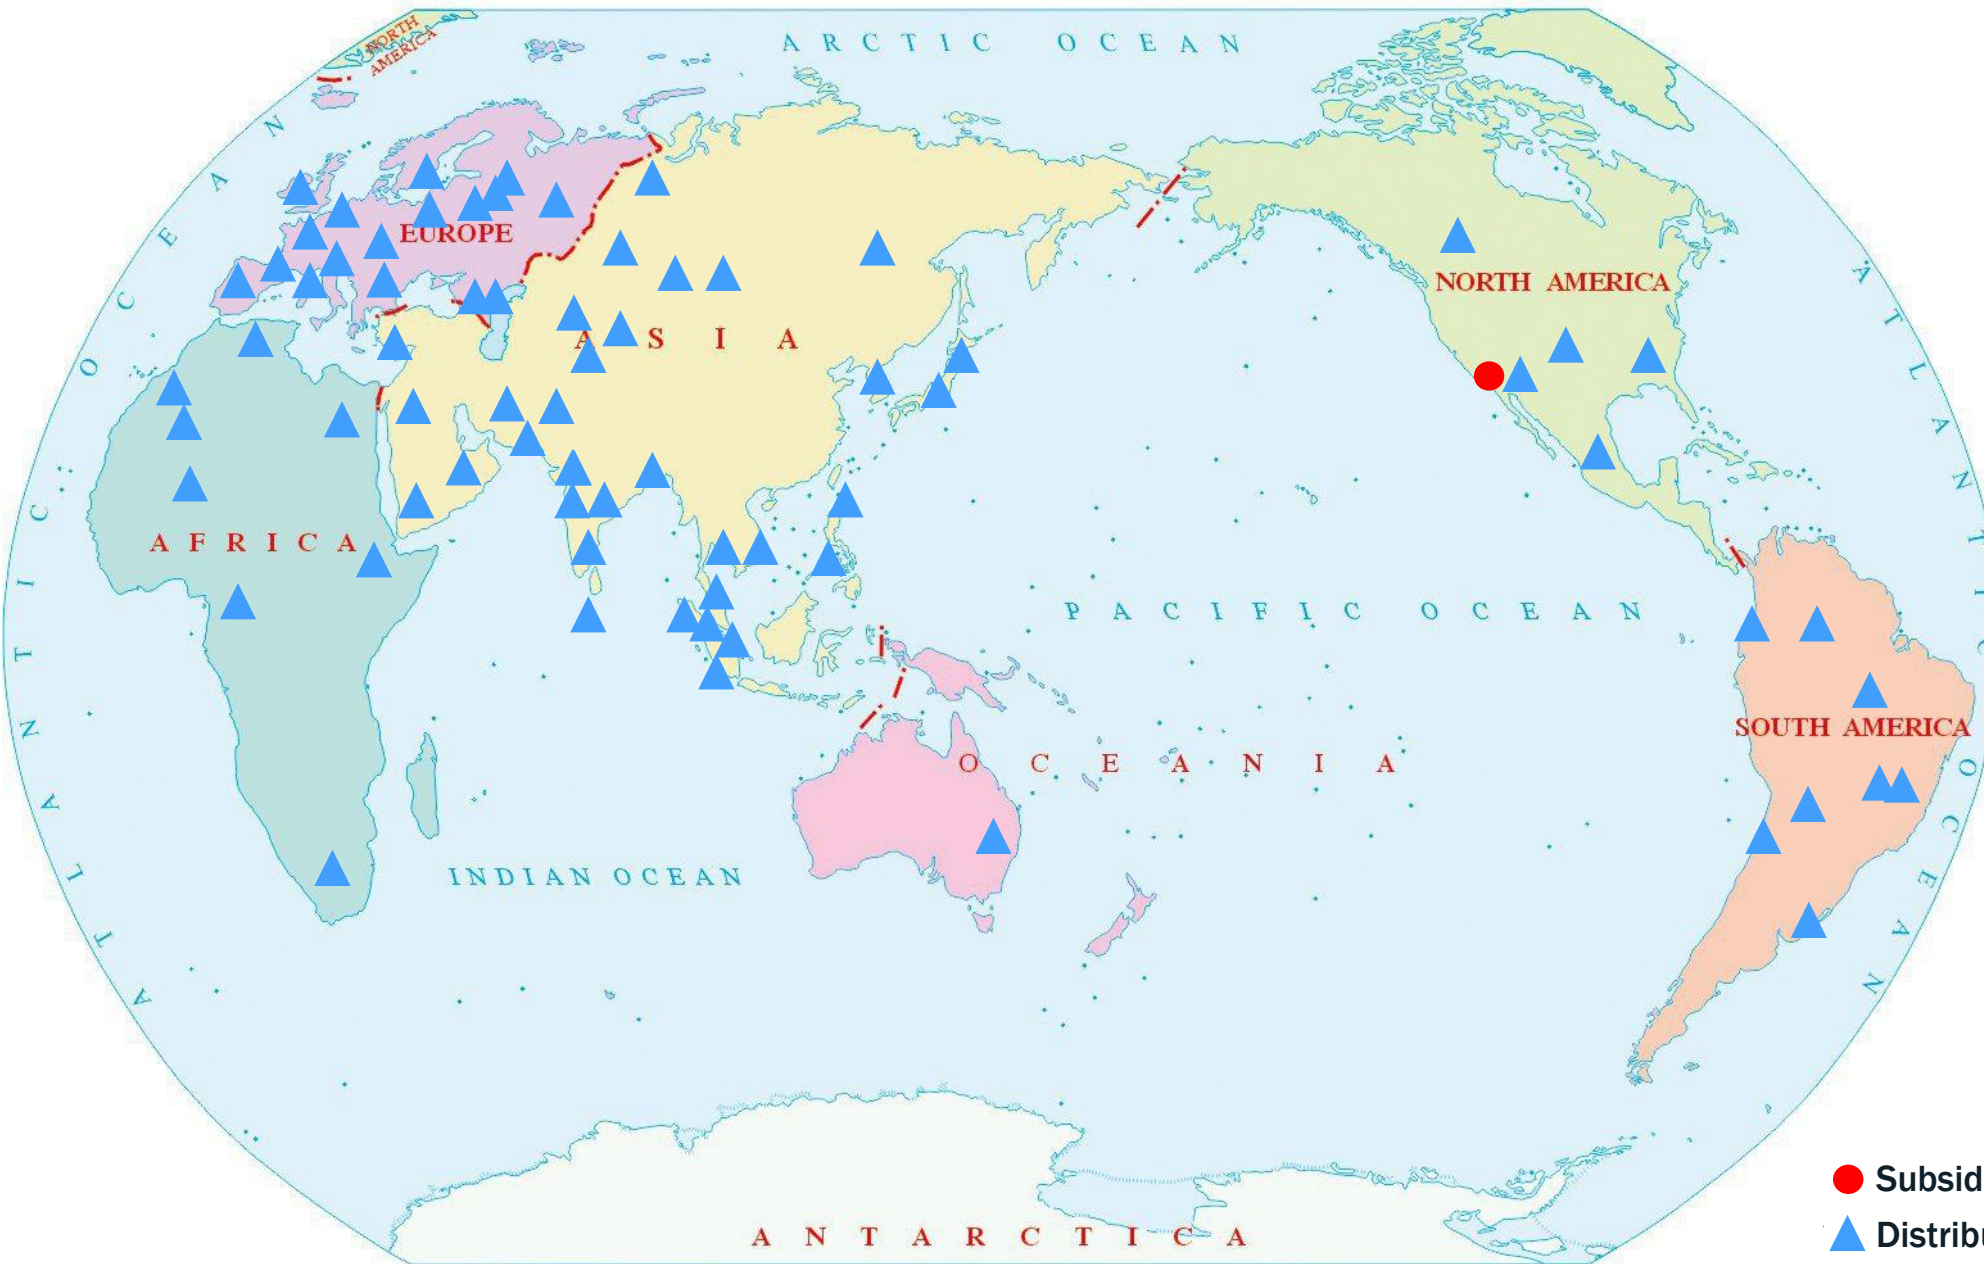 NORTH
AMERICA
ARCTIC OCEAN
EUROPE
ASIA
NORTH AMERICA
AFRICA
PACIFIC OCEAN
SOUTH AMERICA
OCEANIA
INDIAN OCEAN
ATLANTIC OCEAN
ATLANTIC OCEAN
ANTARCTICA
Subsid
Distribu